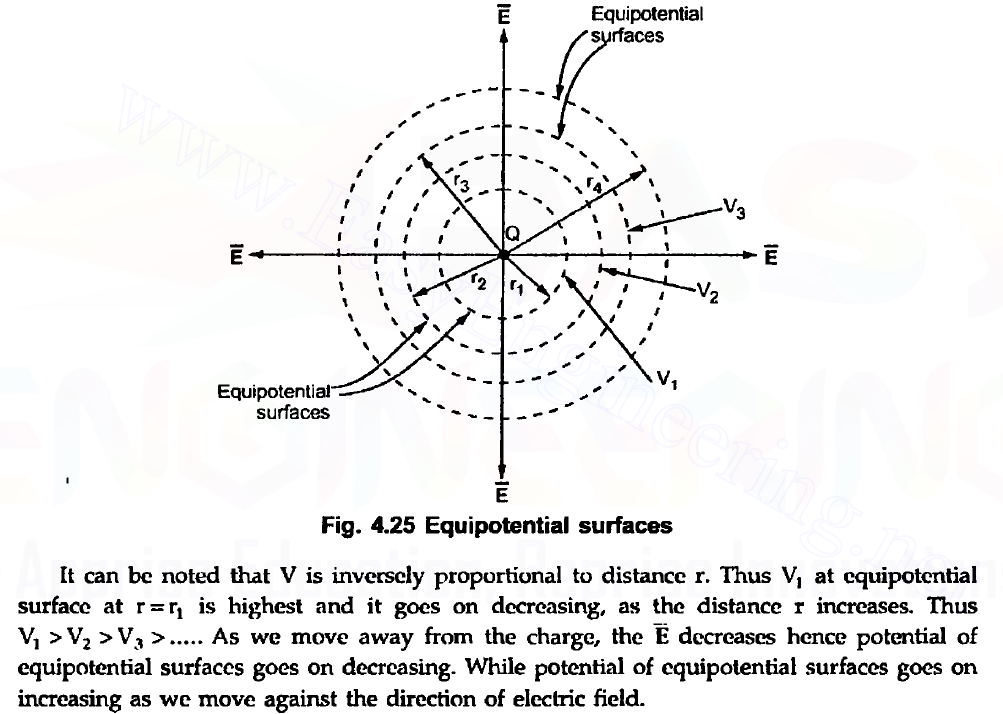 Ē
Equipotential
surfaces
r₃
r₄
V₃
Q
Ē
Ē
r₂
r₁
V₂
V₁
Equipotential
surfaces
Ē
Fig. 4.25 Equipotential surfaces
It can be noted that V is inversely proportional to distance r. Thus V₁ at equipotential
surface at r = r₁ is highest and it goes on decreasing, as the distance r increases. Thus
V₁ > V₂ > V₃ > ..... As we move away from the charge, the Ē decreases hence potential of
equipotential surfaces goes on decreasing. While potential of equipotential surfaces goes on
increasing as we move against the direction of electric field.
www.EasyEngineering.net